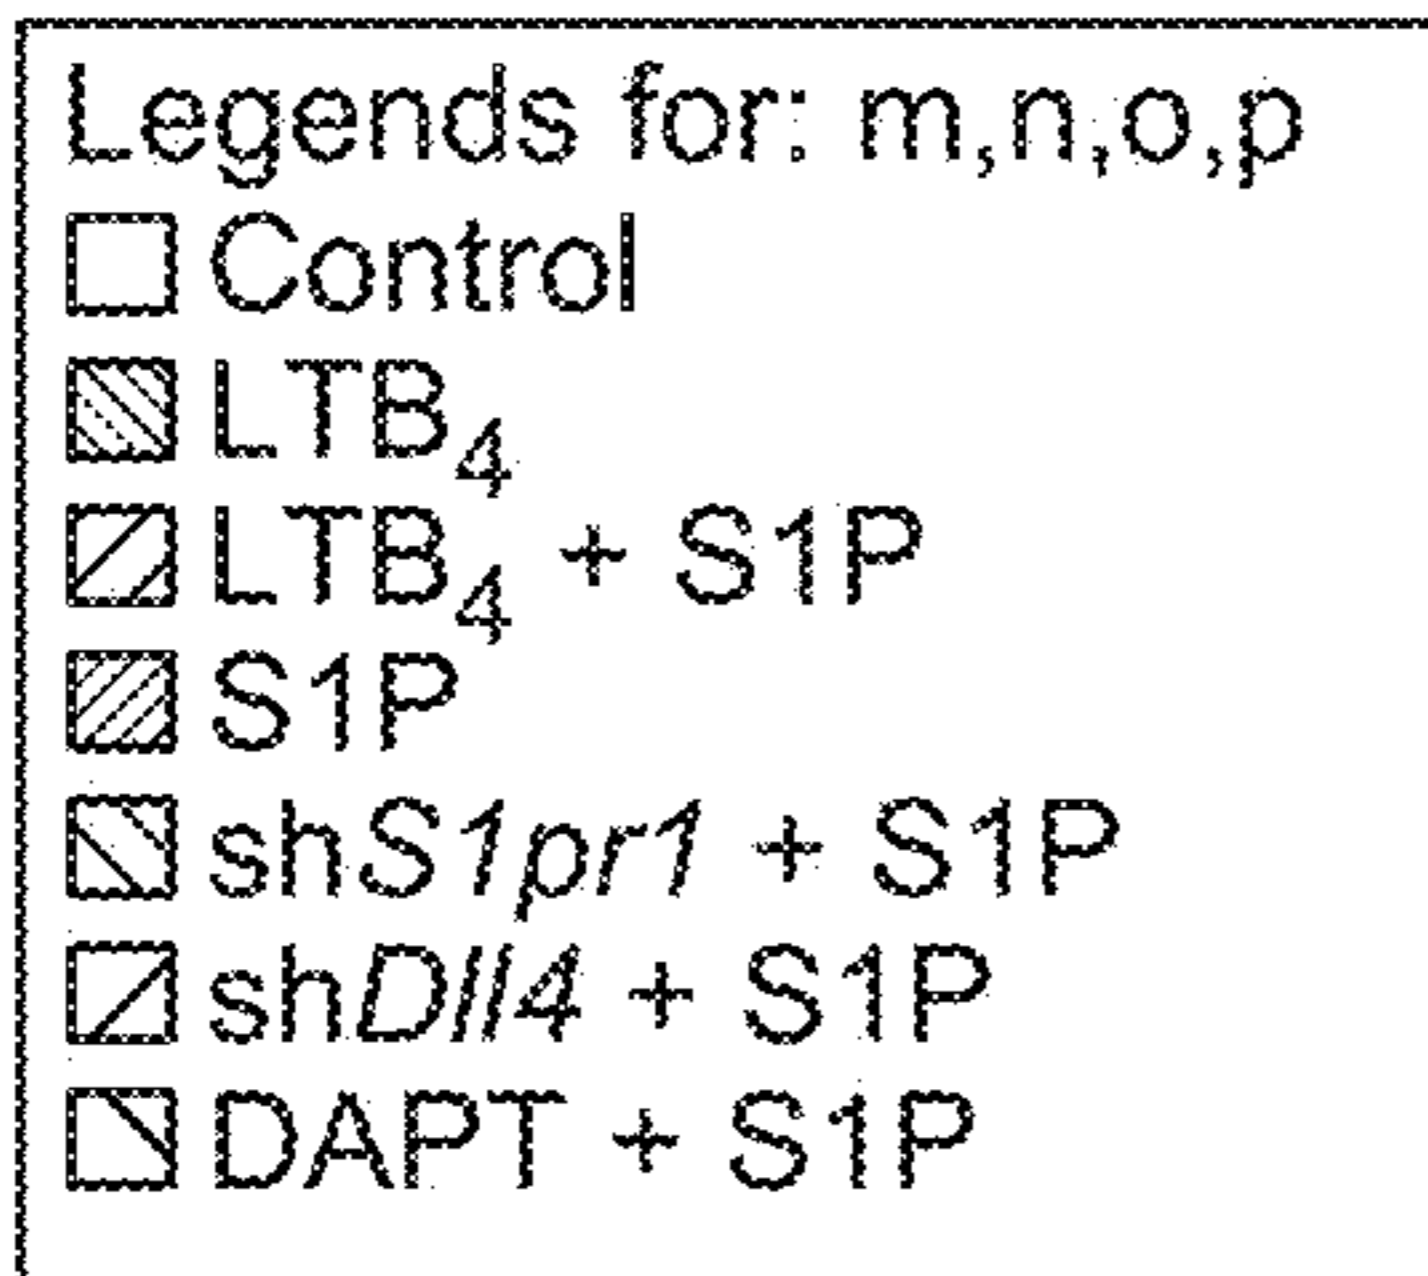 Legends for: m,n,o,p
Control
LTB₄
LTB₄ + S1P
S1P
shS1pr1 + S1P
shDll4 + S1P
DAPT + S1P